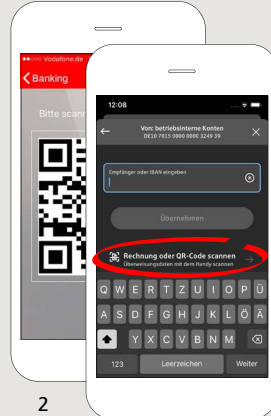 Vodafone.de
Banking
Bitte scann
12:08
Von: betriebsinterne Konten
DE10 7015 0000 0000 3249 39
Empfänger oder IBAN eingeben
Übernehmen
Rechnung oder QR-Code scannen
Überweisungsdaten mit dem Handy scannen
Q W E R T Z U I O P Ü
A S D F G H J K L Ö Ä
Y X C V B N M
123 Leerzeichen Weiter
2